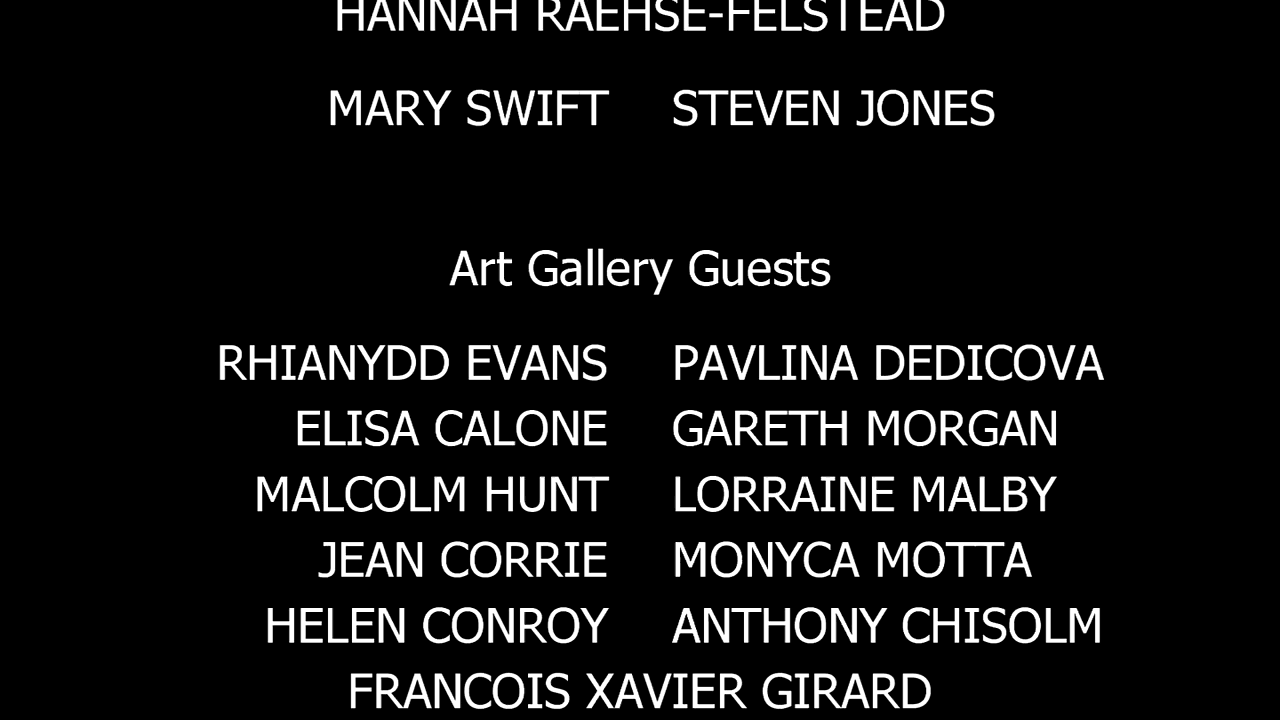 HANNAH RAEHSE-FELSTEAD
MARY SWIFT STEVEN JONES
Art Gallery Guests
RHIANYDD EVANS PAVLINA DEDICOVA
ELISA CALONE GARETH MORGAN
MALCOLM HUNT LORRAINE MALBY
JEAN CORRIE MONYCA MOTTA
HELEN CONROY ANTHONY CHISOLM
FRANCOIS XAVIER GIRARD